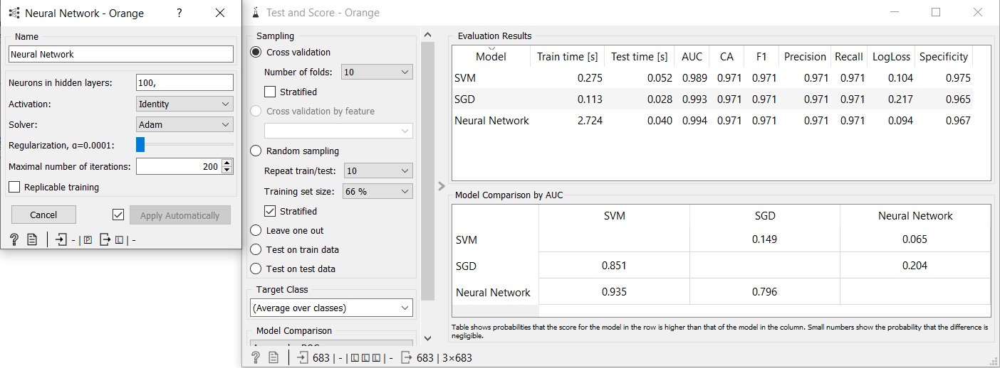 Neural Network - Orange
?
Name
Neural Network
Neurons in hidden layers: 100,
Activation: Identity
Solver: Adam
Regularization, α=0.0001:
Maximal number of iterations: 200
Replicable training
Cancel Apply Automatically
? - | P L | -
Test and Score - Orange
Sampling
Cross validation
Number of folds: 10
Stratified
Cross validation by feature
Random sampling
Repeat train/test: 10
Training set size: 66 %
Stratified
Leave one out
Test on train data
Test on test data
Target Class
(Average over classes)
Model Comparison
Evaluation Results
Model Train time [s] Test time [s] AUC CA F1 Precision Recall LogLoss Specificity
SVM 0.275 0.052 0.989 0.971 0.971 0.971 0.971 0.104 0.975
SGD 0.113 0.028 0.993 0.971 0.971 0.971 0.971 0.217 0.965
Neural Network 2.724 0.040 0.994 0.971 0.971 0.971 0.971 0.094 0.967
Model Comparison by AUC
SVM SGD Neural Network
SVM 0.149 0.065
SGD 0.851 0.204
Neural Network 0.935 0.796
Table shows probabilities that the score for the model in the row is higher than that of the model in the column. Small numbers show the probability that the difference is
negligible.
? 683 | - | L L L | - 683 | 3×683